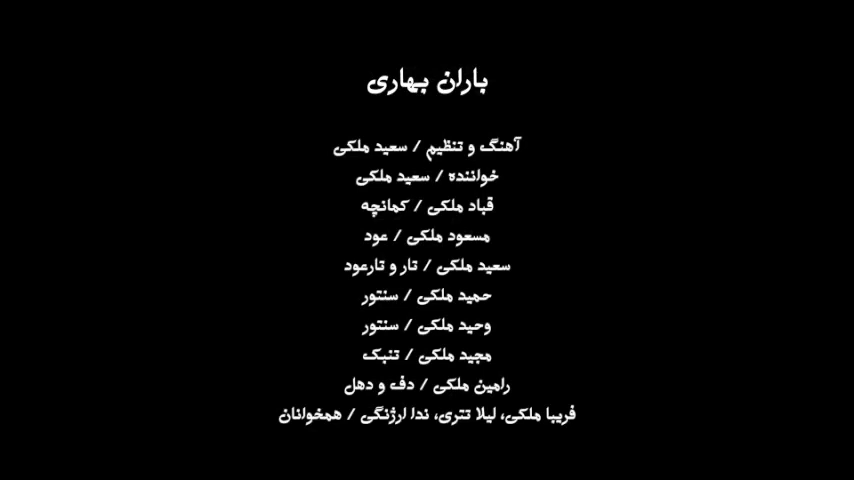 باران بهاری
آهنگ و تنظیم / سعید ملکی
خواننده / سعید ملکی
قباد ملکی / کمانچه
مسعود ملکی / عود
سعید ملکی / تار و تارعود
حمید ملکی / سنتور
وحید ملکی / سنتور
مجید ملکی / تنبک
رامین ملکی / دف و دهل
فریبا ملکی، لیلا تتری، ندا ارژنگی / همخوانان